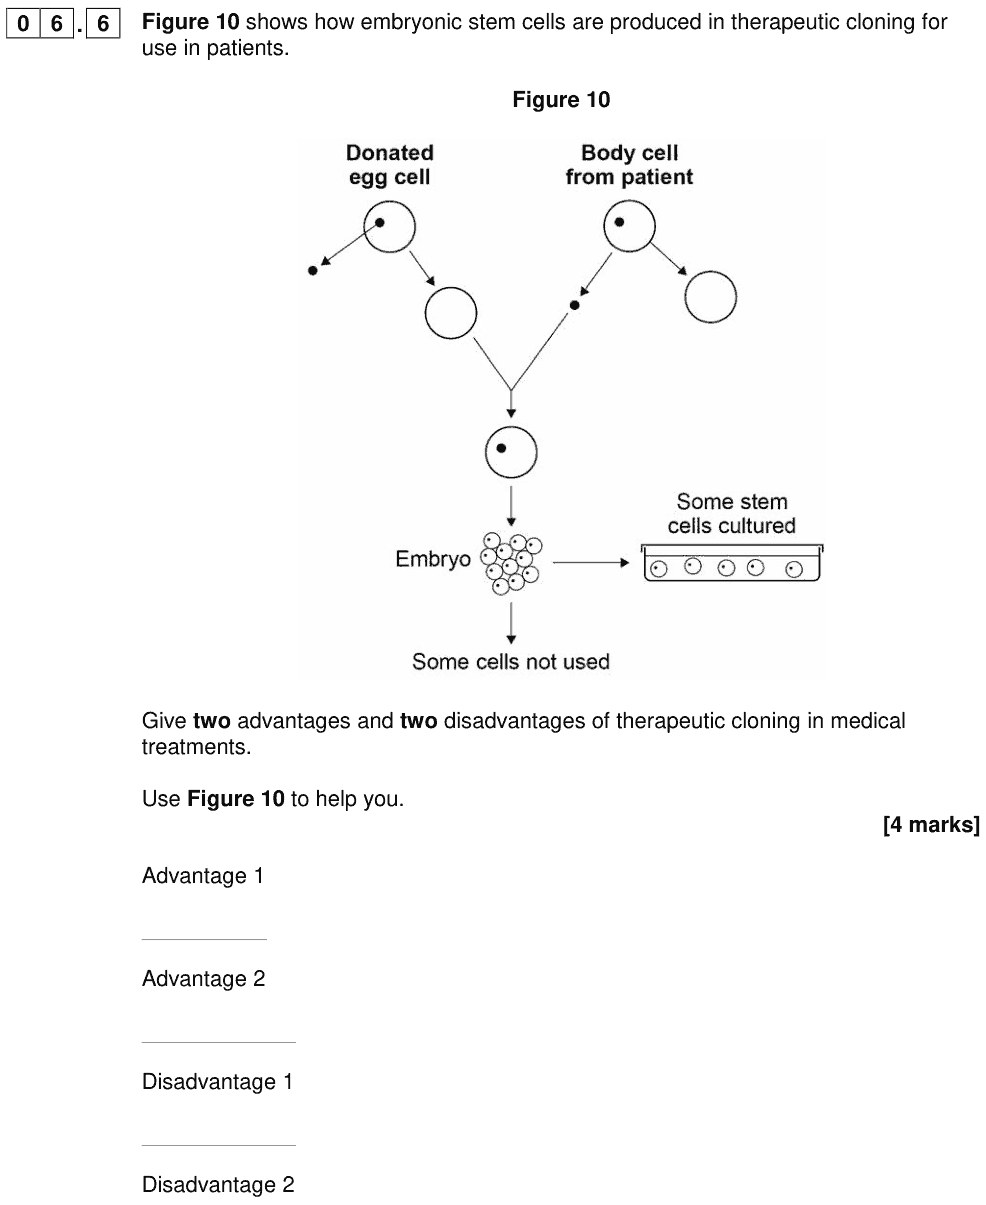 0 6 . 6 Figure 10 shows how embryonic stem cells are produced in therapeutic cloning for
use in patients.
Figure 10
Donated
egg cell
Body cell
from patient
Some stem
cells cultured
Embryo
Some cells not used
Give two advantages and two disadvantages of therapeutic cloning in medical
treatments.
Use Figure 10 to help you.
[4 marks]
Advantage 1
Advantage 2
Disadvantage 1
Disadvantage 2